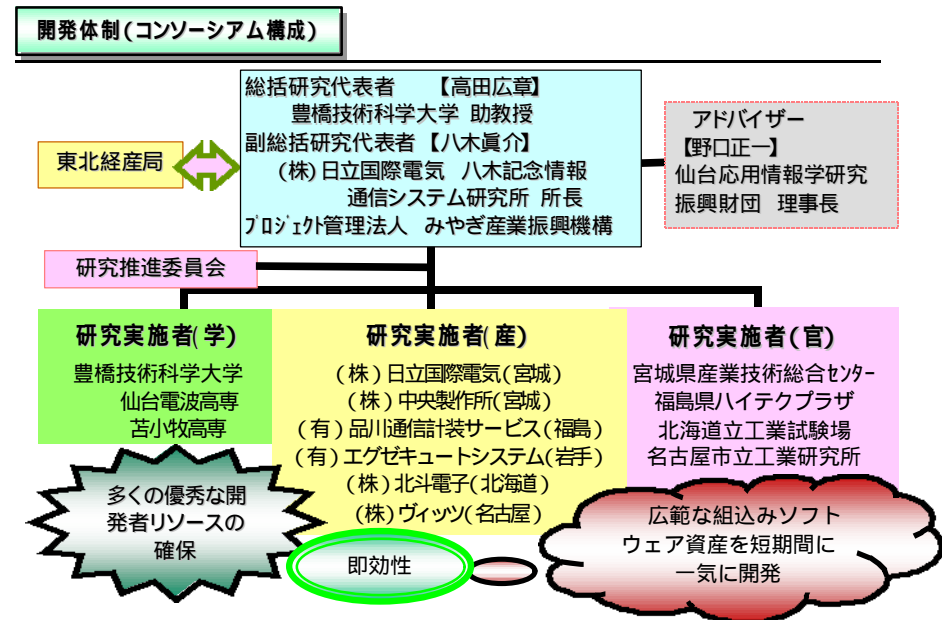 開発体制(コンソーシアム構成)
総括研究代表者 【高田広章】
豊橋技術科学大学 助教授
副総括研究代表者【八木眞介】
(株)日立国際電気 八木記念情報
通信システム研究所 所長
ﾌﾟﾛｼﾞｪｸﾄ管理法人 みやぎ産業振興機構
東北経産局
アドバイザー
【野口正一】
仙台応用情報学研究
振興財団 理事長
研究推進委員会
研究実施者(学)
豊橋技術科学大学
仙台電波高専
苫小牧高専
研究実施者(産)
(株)日立国際電気(宮城)
(株)中央製作所(宮城)
(有)品川通信計装サービス(福島)
(有)エグゼキュートシステム(岩手)
(株)北斗電子(北海道)
(株)ヴィッツ(名古屋)
研究実施者(官)
宮城県産業技術総合ｾﾝﾀｰ
福島県ハイテクプラザ
北海道立工業試験場
名古屋市立工業研究所
多くの優秀な開
発者リソースの
確保
即効性
広範な組込みソフト
ウェア資産を短期間に
一気に開発